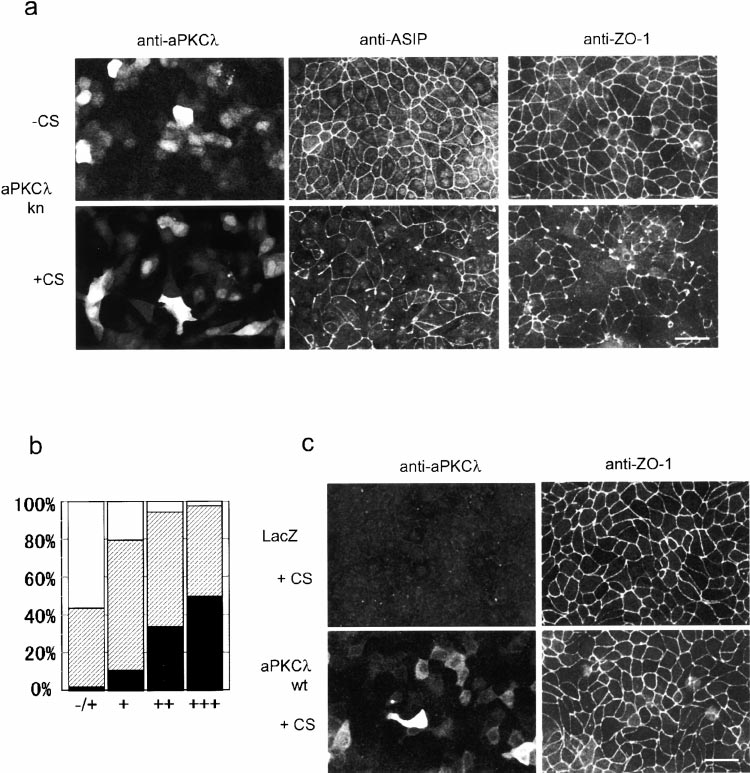 a
anti-aPKCλ anti-ASIP anti-ZO-1
-CS
aPKCλ
kn
+CS
b
100%
80%
60%
40%
20%
0%
-/+ + ++ +++
c
anti-aPKCλ anti-ZO-1
LacZ
+ CS
aPKCλ
wt
+ CS